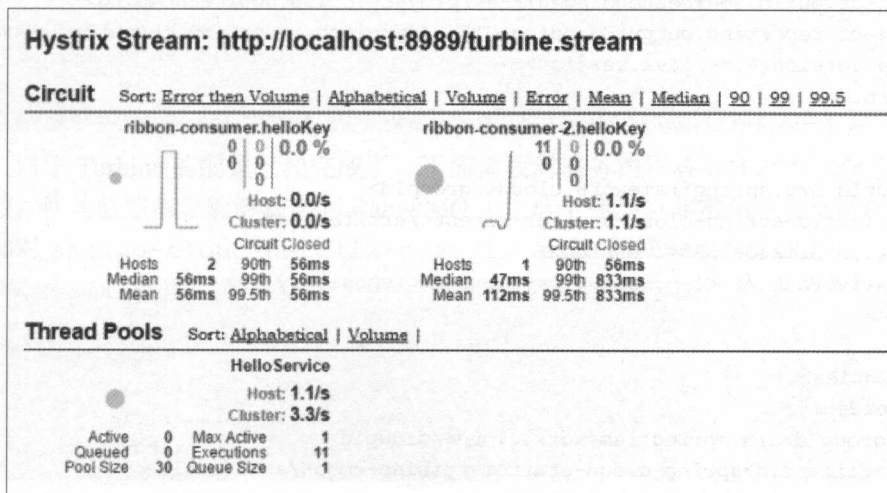 Hystrix Stream: http://localhost:8989/turbine.stream
Circuit Sort: Error then Volume | Alphabetical | Volume | Error | Mean | Median | 90 | 99 | 99.5
ribbon-consumer.helloKey
0 0 0.0 %
0 0
0
Host: 0.0/s
Cluster: 0.0/s
Circuit Closed
Hosts 2 90th 56ms
Median 56ms 99th 56ms
Mean 56ms 99.5th 56ms
ribbon-consumer-2.helloKey
11 0 0.0 %
0 0
0
Host: 1.1/s
Cluster: 1.1/s
Circuit Closed
Hosts 1 90th 56ms
Median 47ms 99th 833ms
Mean 112ms 99.5th 833ms
Thread Pools Sort: Alphabetical | Volume |
HelloService
Host: 1.1/s
Cluster: 3.3/s
Active 0 Max Active 1
Queued 0 Executions 11
Pool Size 30 Queue Size 1